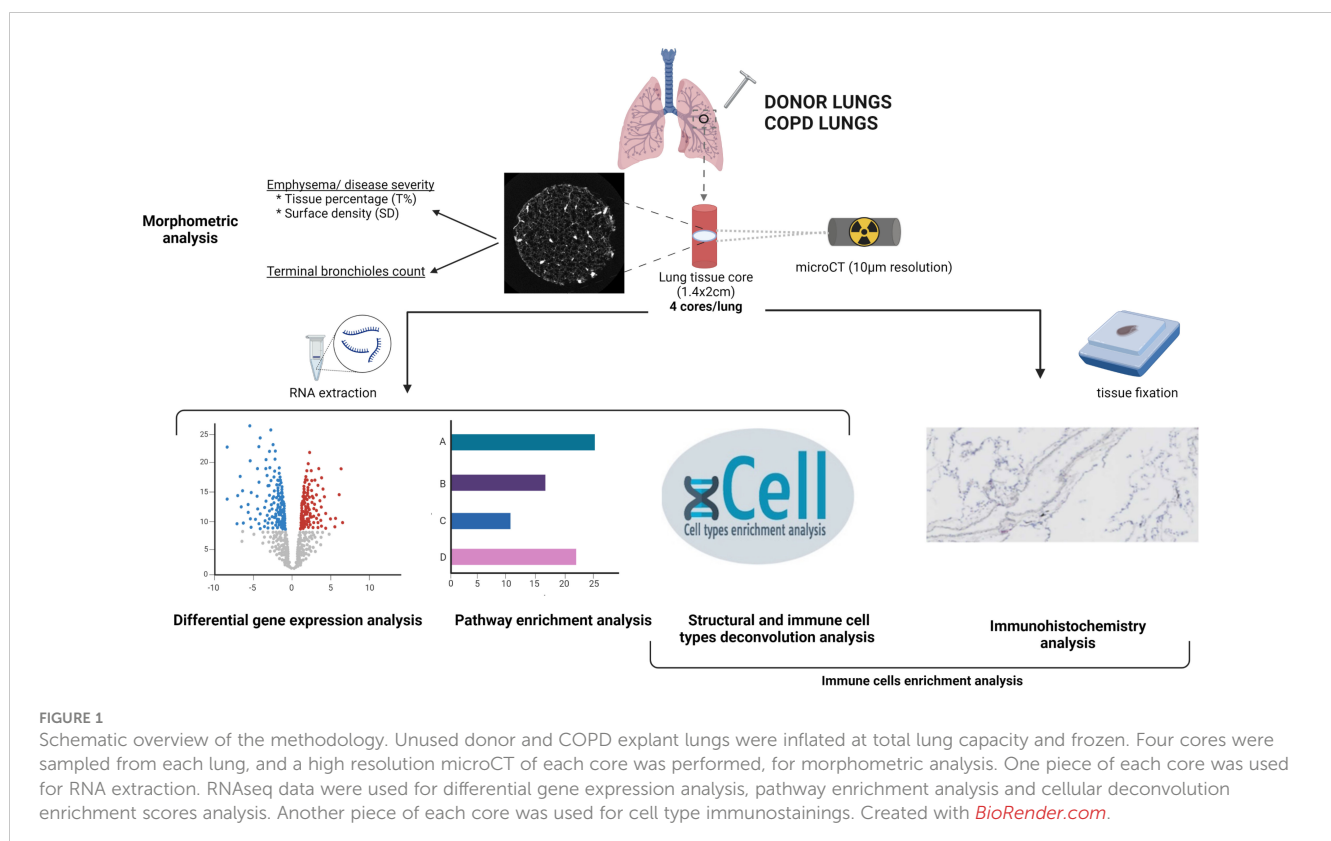 DONOR LUNGS
COPD LUNGS
Emphysema/ disease severity
* Tissue percentage (T%)
* Surface density (SD)
Morphometric
analysis
Terminal bronchioles count
microCT (10µm resolution)
Lung tissue core
(1.4x2cm)
4 cores/lung
RNA extraction
tissue fixation
25
20
15
10
5
0
-10
-5
0
5
10
A
B
C
D
0
5
10
15
20
25
xCell
Cell types enrichment analysis
Differential gene expression analysis
Pathway enrichment analysis
Structural and immune cell
types deconvolution analysis
Immunohistochemistry
analysis
Immune cells enrichment analysis
FIGURE 1
Schematic overview of the methodology. Unused donor and COPD explant lungs were inflated at total lung capacity and frozen. Four cores were
sampled from each lung, and a high resolution microCT of each core was performed, for morphometric analysis. One piece of each core was used
for RNA extraction. RNAseq data were used for differential gene expression analysis, pathway enrichment analysis and cellular deconvolution
enrichment scores analysis. Another piece of each core was used for cell type immunostainings. Created with BioRender.com.